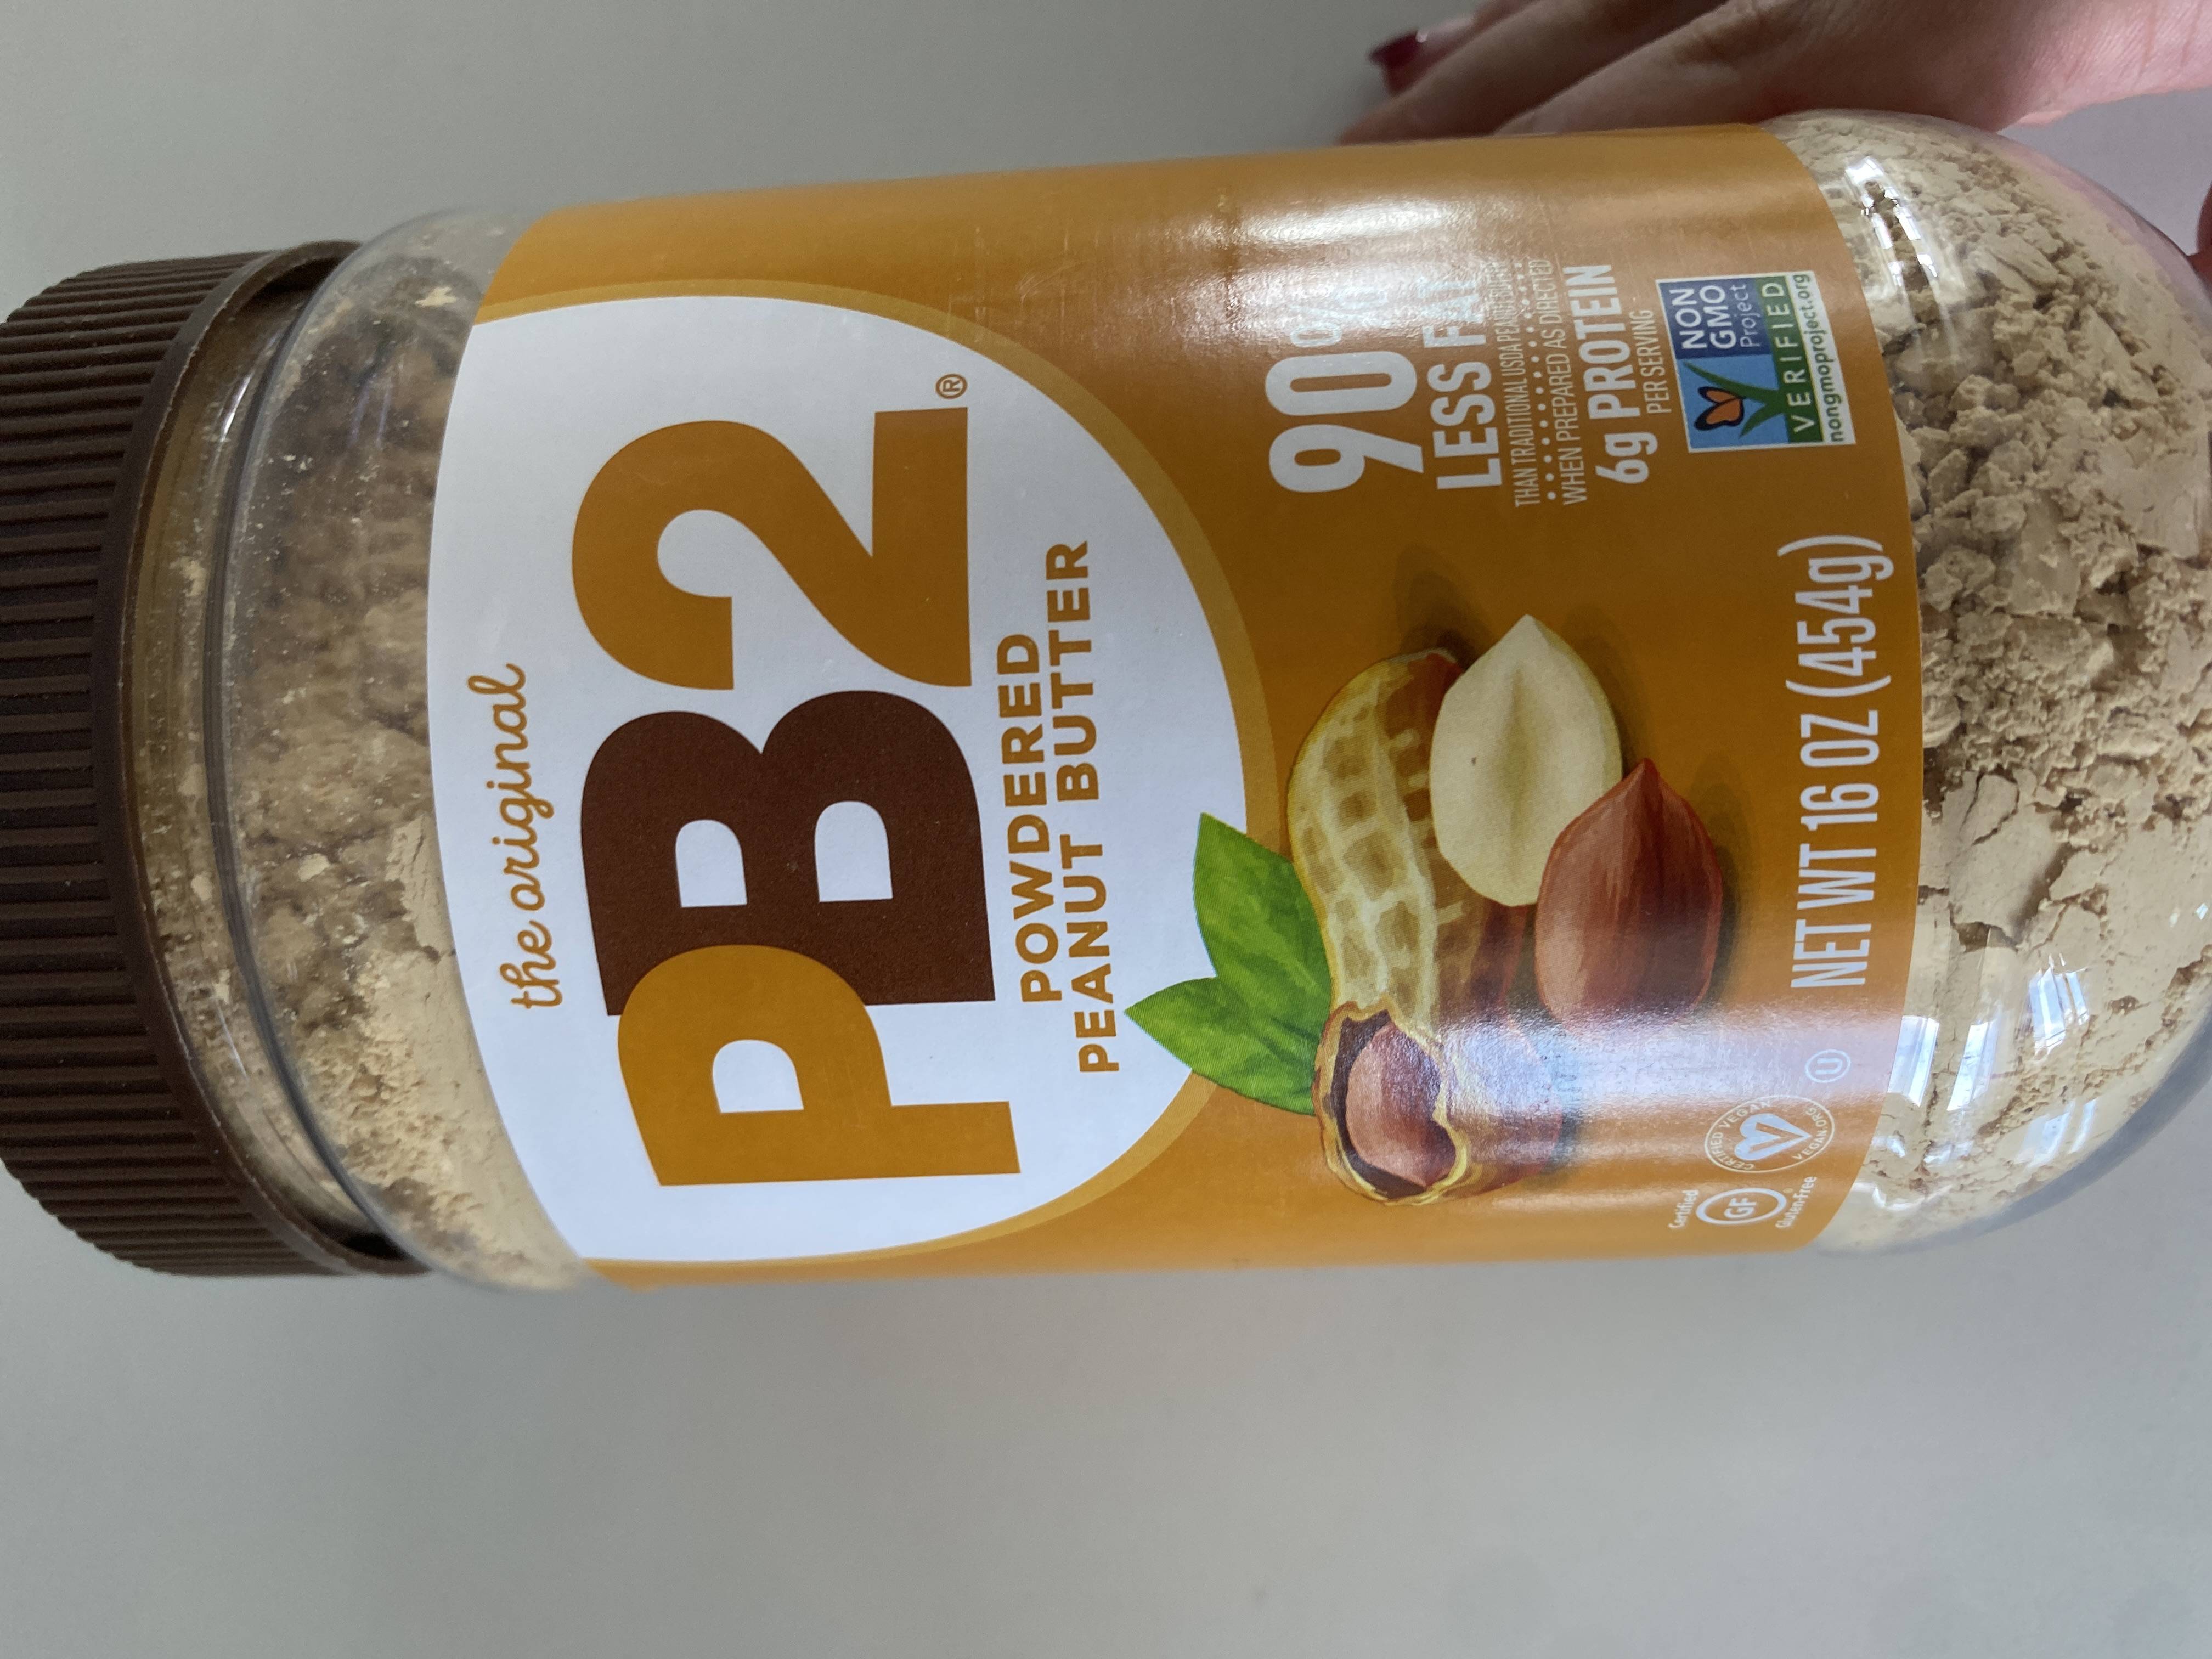 the original
PB2®
POWDERED
PEANUT BUTTER
90%
LESS FAT
THAN TRADITIONAL USDA PEANUT BUTTER
WHEN PREPARED AS DIRECTED
6g PROTEIN
PER SERVING
NON
GMO
Project
VERIFIED
nongmoproject.org
Certified
GF
Gluten-Free
CERTIFIED VEGAN
VEGAN.ORG
U
NET WT 16 OZ (454g)